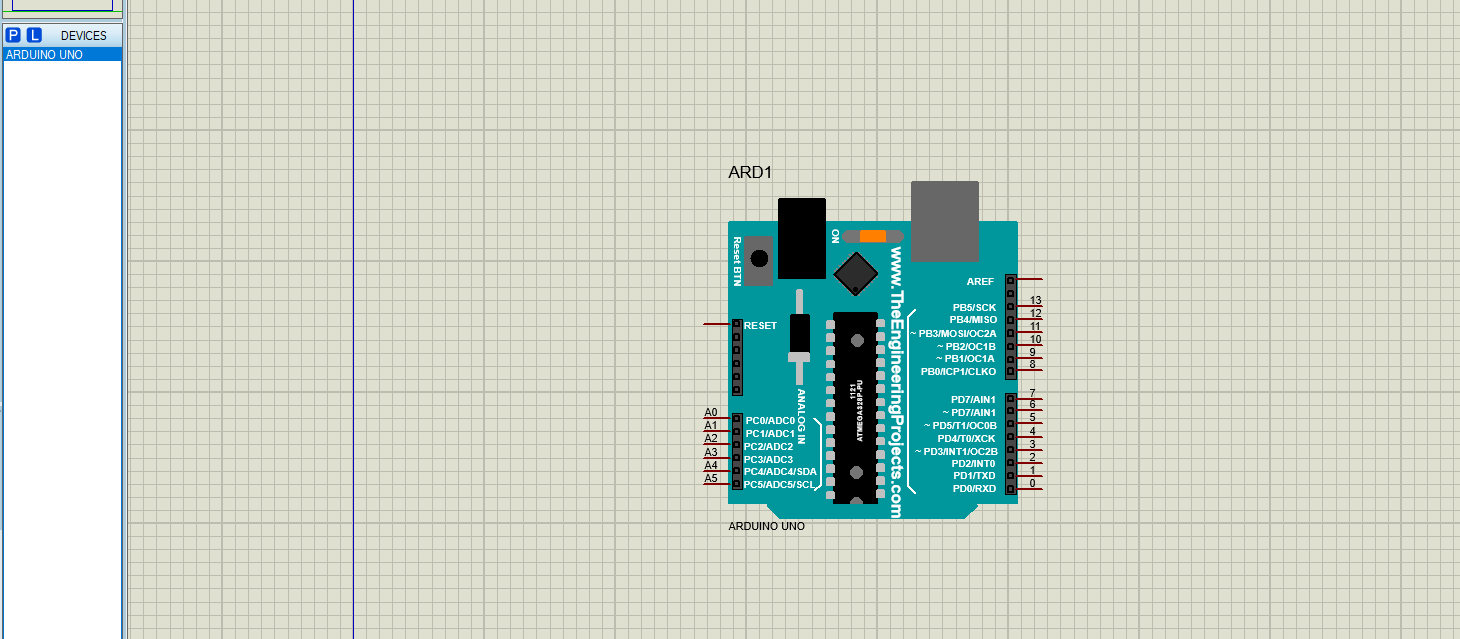 P L DEVICES
ARDUINO UNO
ARD1
Reset BTN
ON
www.TheEngineeringProjects.com
AREF
RESET
PB5/SCK 13
PB4/MISO 12
~ PB3/MOSI/OC2A 11
~ PB2/OC1B 10
~ PB1/OC1A 9
PB0/ICP1/CLKO 8
1121
ATMEGA328P-PU
ANALOG IN
A0 PC0/ADC0
A1 PC1/ADC1
A2 PC2/ADC2
A3 PC3/ADC3
A4 PC4/ADC4/SDA
A5 PC5/ADC5/SCL
PD7/AIN1 7
~ PD7/AIN1 6
~ PD5/T1/OC0B 5
PD4/T0/XCK 4
~ PD3/INT1/OC2B 3
PD2/INT0 2
PD1/TXD 1
PD0/RXD 0
ARDUINO UNO